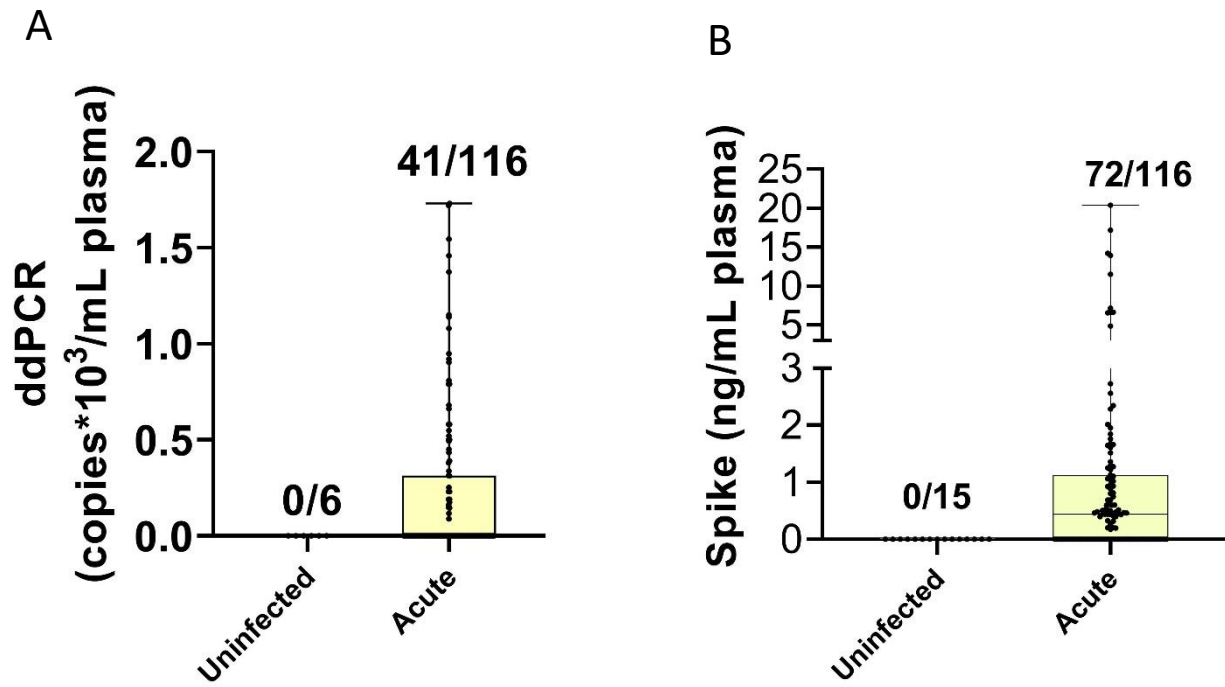 A
ddPCR
(copies*10³/mL plasma)
2.0
1.5
1.0
0.5
0.0
41/116
0/6
Uninfected
Acute
B
Spike (ng/mL plasma)
25
20
15
10
5
3
2
1
0
72/116
0/15
Uninfected
Acute